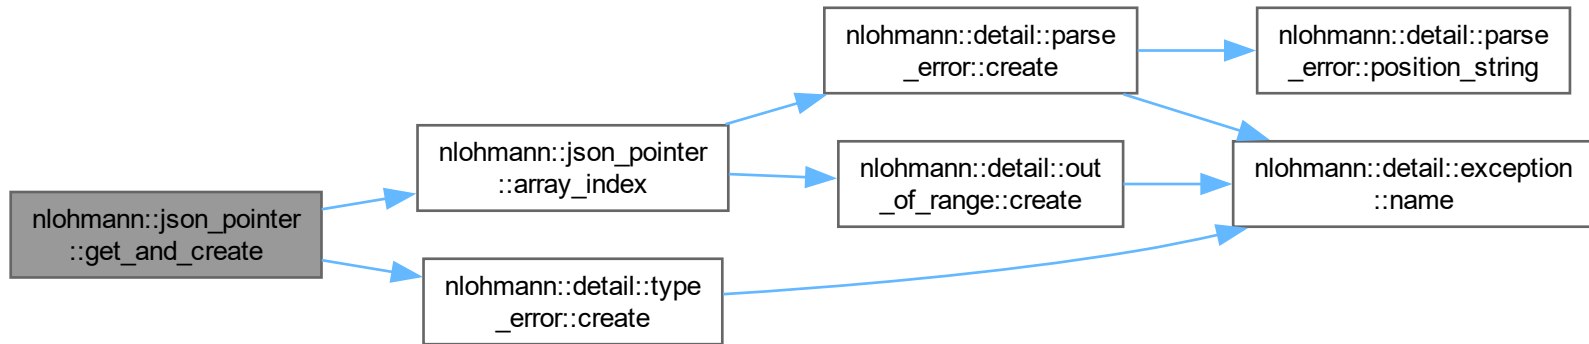 nlohmann::json_pointer
::get_and_create
nlohmann::json_pointer
::array_index
nlohmann::detail::type
_error::create
nlohmann::detail::parse
_error::create
nlohmann::detail::out
_of_range::create
nlohmann::detail::parse
_error::position_string
nlohmann::detail::exception
::name